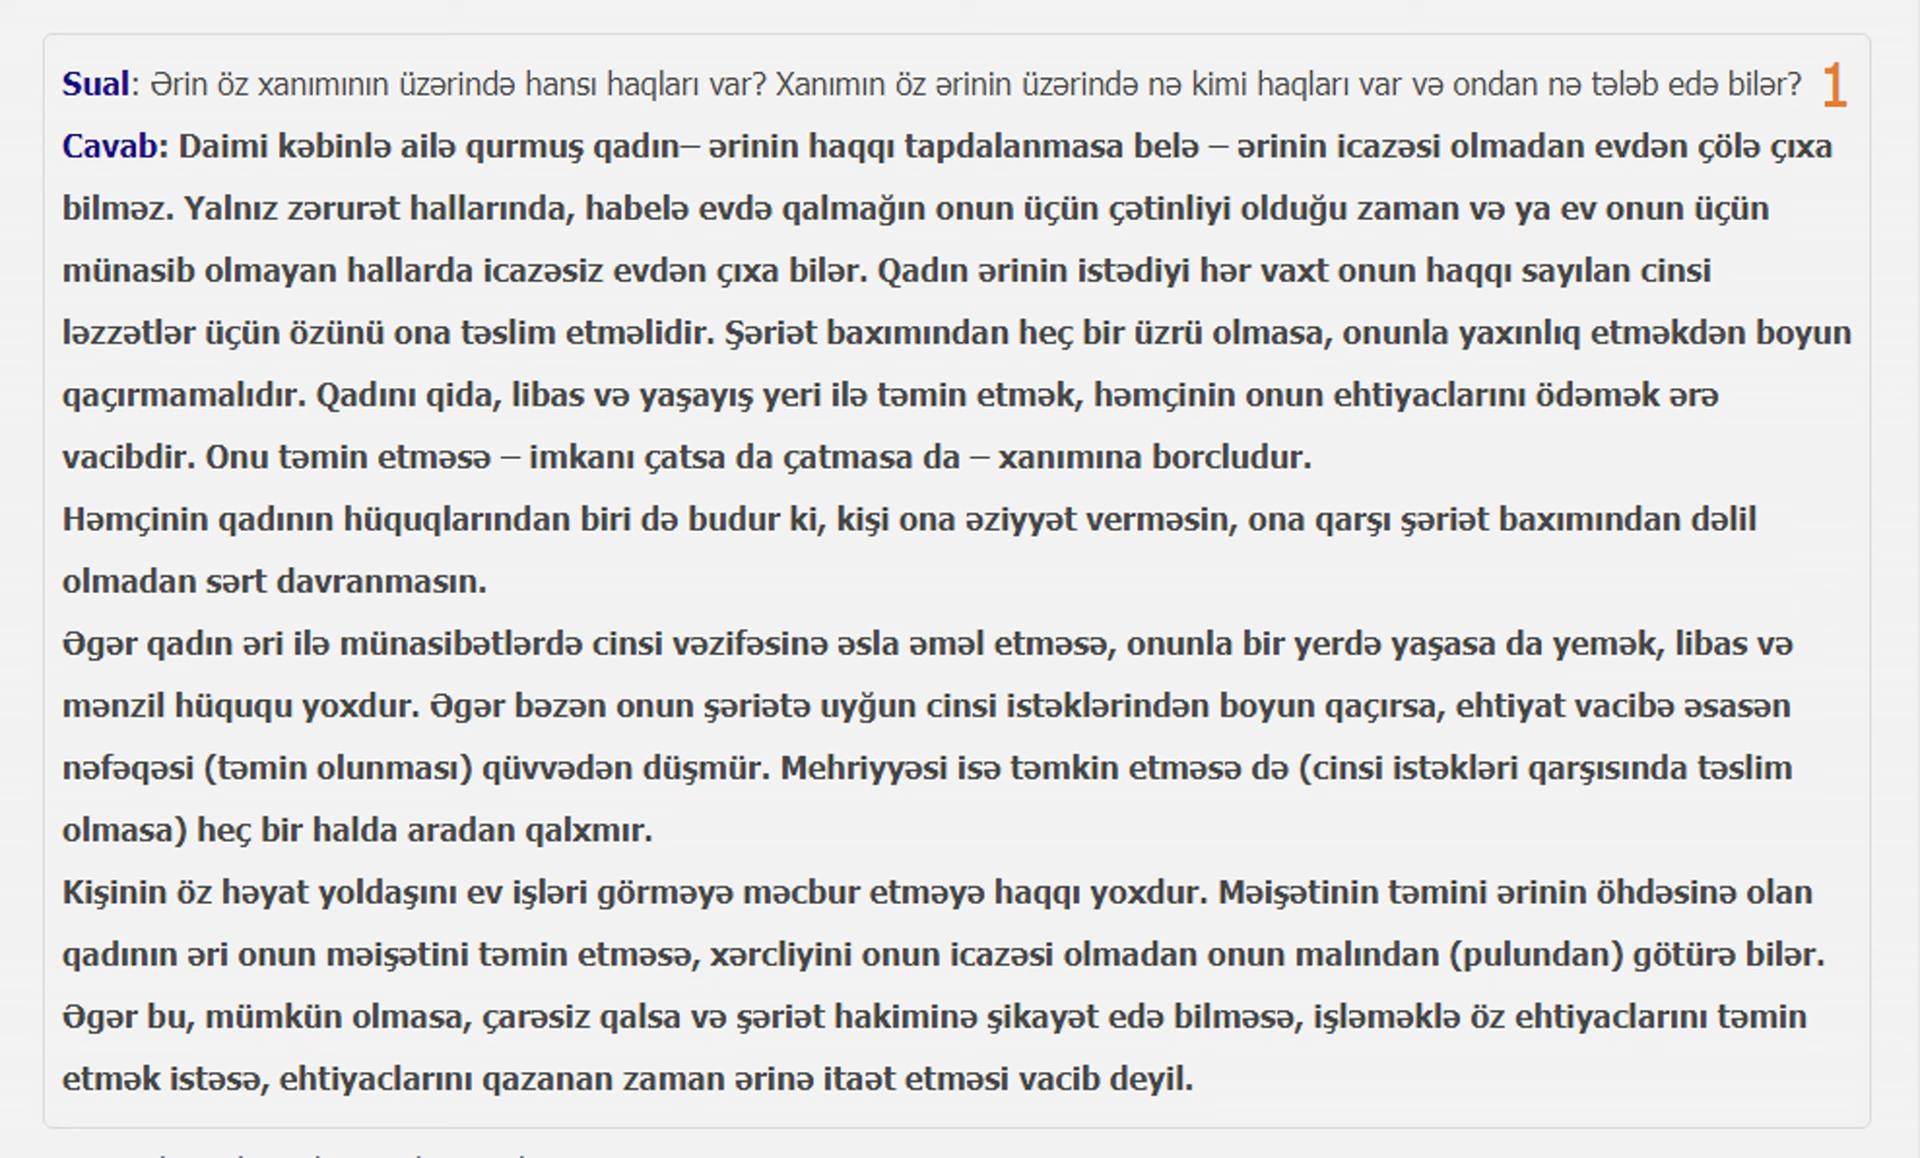 Sual: Ərin öz xanımının üzərində hansı haqları var? Xanımın öz ərinin üzərində nə kimi haqları var və ondan nə tələb edə bilər? 1
Cavab: Daimi kəbinlə ailə qurmuş qadın– ərinin haqqı tapdalanmasa belə – ərinin icazəsi olmadan evdən çölə çıxa
bilməz. Yalnız zərurət hallarında, habelə evdə qalmağın onun üçün çətinliyi olduğu zaman və ya ev onun üçün
münasib olmayan hallarda icazəsiz evdən çıxa bilər. Qadın ərinin istədiyi hər vaxt onun haqqı sayılan cinsi
ləzzətlər üçün özünü ona təslim etməlidir. Şəriət baxımından heç bir üzrü olmasa, onunla yaxınlıq etməkdən boyun
qaçırmamalıdır. Qadını qida, libas və yaşayış yeri ilə təmin etmək, həmçinin onun ehtiyaclarını ödəmək ərə
vacibdir. Onu təmin etməsə – imkanı çatsa da çatmasa da – xanımına borcludur.
Həmçinin qadının hüquqlarından biri də budur ki, kişi ona əziyyət verməsin, ona qarşı şəriət baxımından dəlil
olmadan sərt davranmasın.
Əgər qadın əri ilə münasibətlərdə cinsi vəzifəsinə əsla əməl etməsə, onunla bir yerdə yaşasa da yemək, libas və
mənzil hüququ yoxdur. Əgər bəzən onun şəriətə uyğun cinsi istəklərindən boyun qaçırsa, ehtiyat vacibə əsasən
nəfəqəsi (təmin olunması) qüvvədən düşmür. Mehriyyəsi isə təmkin etməsə də (cinsi istəkləri qarşısında təslim
olmasa) heç bir halda aradan qalxmır.
Kişinin öz həyat yoldaşını ev işləri görməyə məcbur etməyə haqqı yoxdur. Məişətinin təmini ərinin öhdəsinə olan
qadının əri onun məişətini təmin etməsə, xərcliyini onun icazəsi olmadan onun malından (pulundan) götürə bilər.
Əgər bu, mümkün olmasa, çarəsiz qalsa və şəriət hakiminə şikayət edə bilməsə, işləməklə öz ehtiyaclarını təmin
etmək istəsə, ehtiyaclarını qazanan zaman ərinə itaət etməsi vacib deyil.